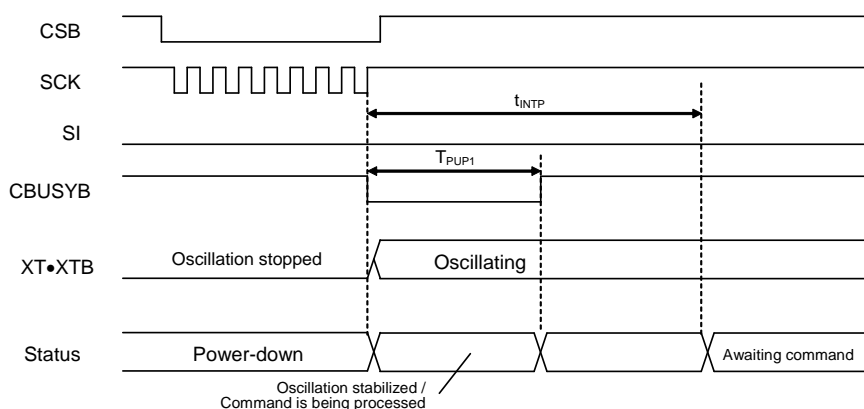 CSB
SCK
tINTP
SI
TPUP1
CBUSYB
XT•XTB
Oscillation stopped
Oscillating
Status
Power-down
Awaiting command
Oscillation stabilized /
Command is being processed